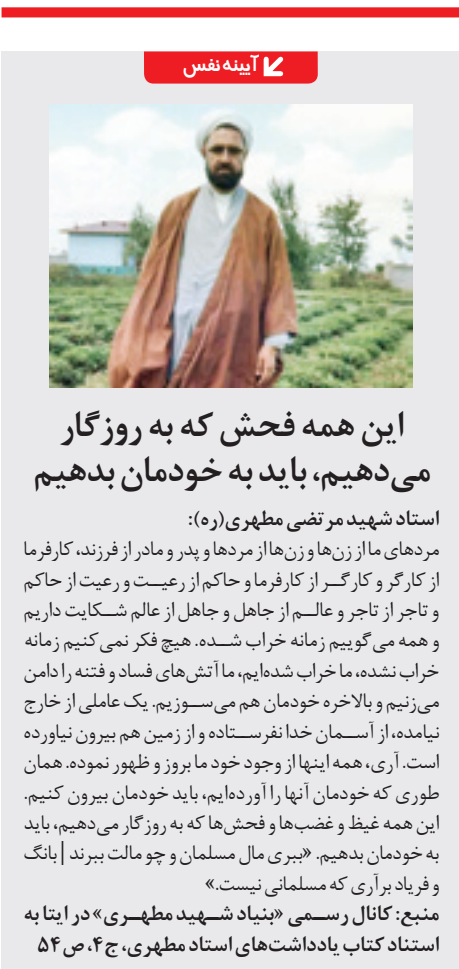 آیینه نفس
این همه فحش که به روزگار
می‌دهیم، باید به خودمان بدهیم
استاد شهید مرتضی مطهری(ره):
مردهای ما از زن‌ها و زن‌ها از مردها و پدر و مادر از فرزند، کارفرما
از کارگر و کارگر از کارفرما و حاکم از رعیت و رعیت از حاکم
و تاجر از تاجر و عالم از جاهل و جاهل از عالم شکایت داریم
و همه می‌گوییم زمانه خراب شده. هیچ فکر نمی‌کنیم زمانه
خراب نشده، ما خراب شده‌ایم، ما آتش‌های فساد و فتنه را دامن
می‌زنیم و بالاخره خودمان هم می‌سوزیم. یک عاملی از خارج
نیامده، از آسمان خدا نفرستاده و از زمین هم بیرون نیاورده
است. آری، همه اینها از وجود خود ما بروز و ظهور نموده. همان
طوری که خودمان آنها را آورده‌ایم، باید خودمان بیرون کنیم.
این همه غیظ و غضب‌ها و فحش‌ها که به روزگار می‌دهیم، باید
به خودمان بدهیم. «ببری مال مسلمان و چو مالت ببرند | بانگ
و فریاد برآری که مسلمانی نیست.»
منبع: کانال رسمی «بنیاد شهید مطهری» در ایتا به
استناد کتاب یادداشت‌های استاد مطهری، ج۴، ص۵۴